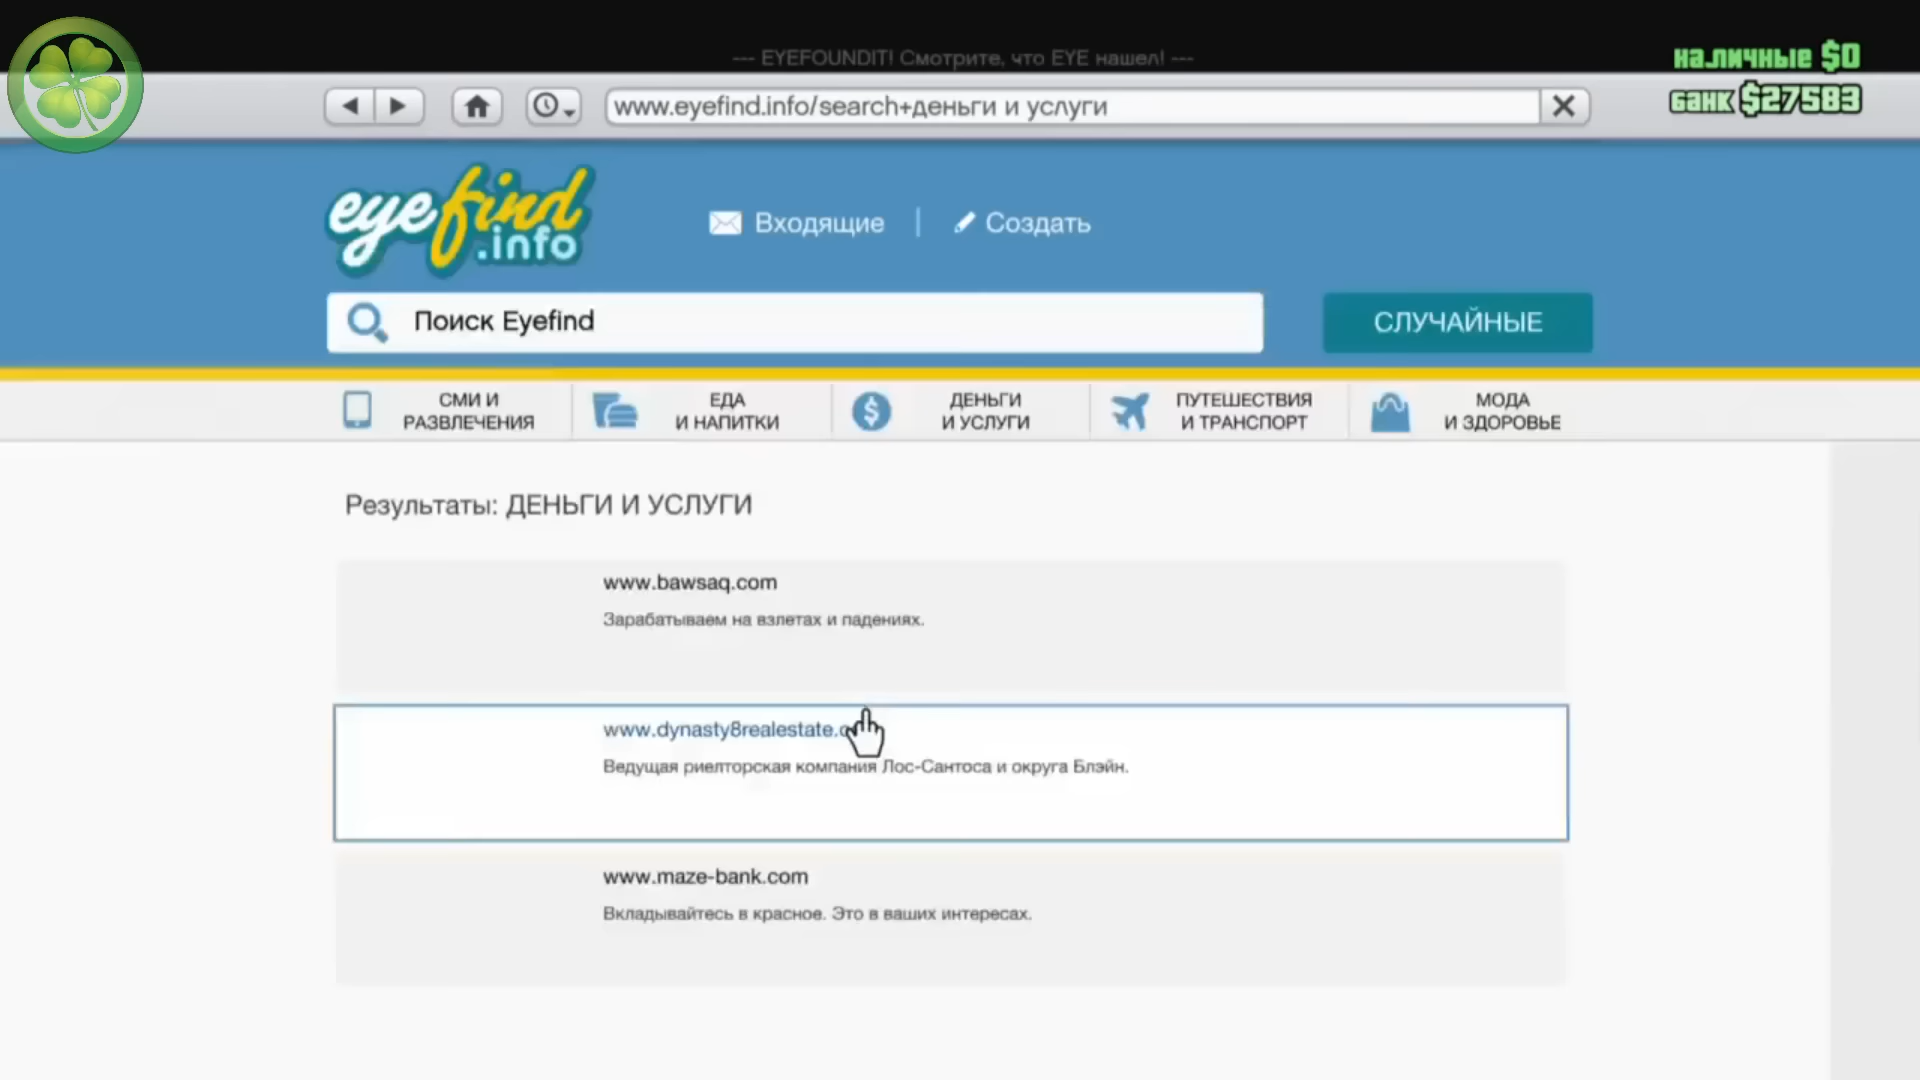 --- EYEFOUNDIT! Смотрите, что EYE нашел! ---
наличные $0
банк $27583
www.eyefind.info/search+деньги и услуги
eyefind
.info
Входящие
Создать
Поиск Eyefind
СЛУЧАЙНЫЕ
СМИ И
РАЗВЛЕЧЕНИЯ
ЕДА
И НАПИТКИ
ДЕНЬГИ
И УСЛУГИ
ПУТЕШЕСТВИЯ
И ТРАНСПОРТ
МОДА
И ЗДОРОВЬЕ
Результаты: ДЕНЬГИ И УСЛУГИ
www.bawsaq.com
Зарабатываем на взлетах и падениях.
www.dynasty8realestate.c
Ведущая риелторская компания Лос-Сантоса и округа Блэйн.
www.maze-bank.com
Вкладывайтесь в красное. Это в ваших интересах.